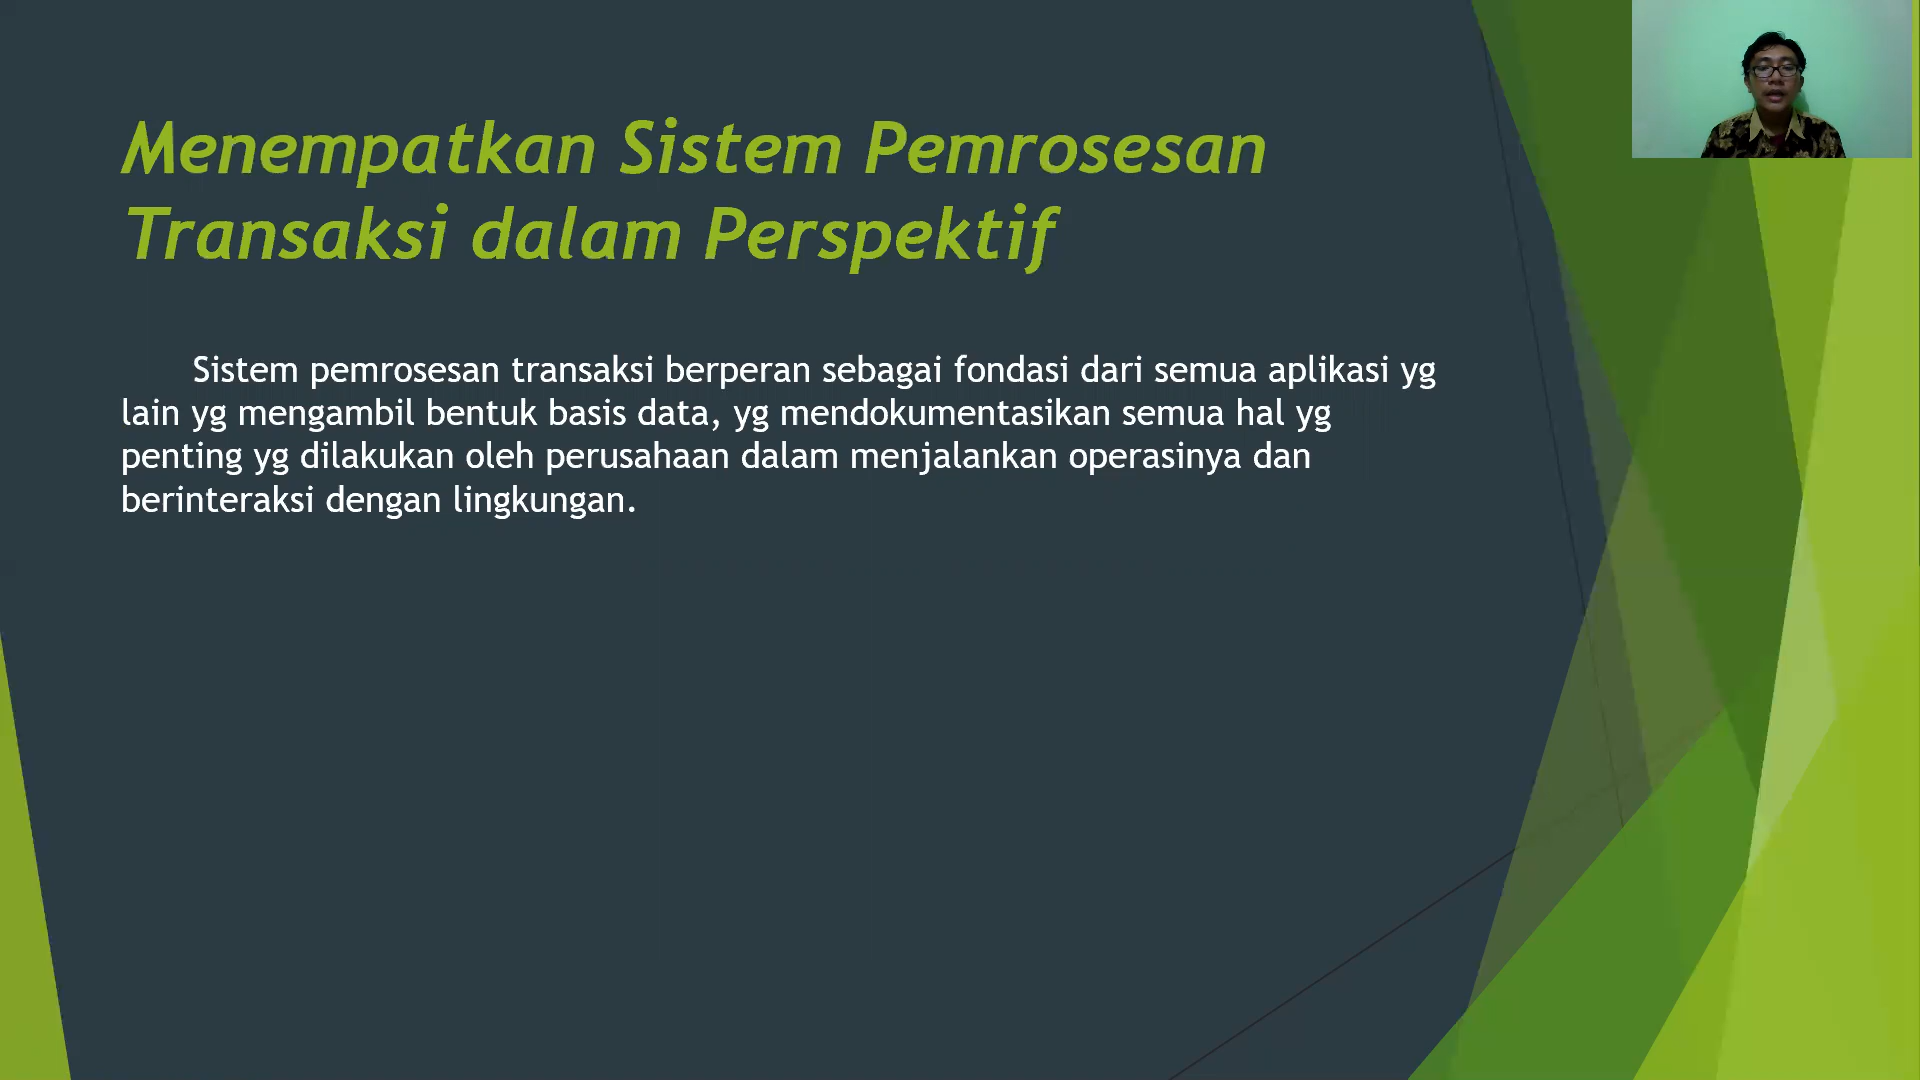 Menempatkan Sistem Pemrosesan
Transaksi dalam Perspektif
Sistem pemrosesan transaksi berperan sebagai fondasi dari semua aplikasi yg
lain yg mengambil bentuk basis data, yg mendokumentasikan semua hal yg
penting yg dilakukan oleh perusahaan dalam menjalankan operasinya dan
berinteraksi dengan lingkungan.